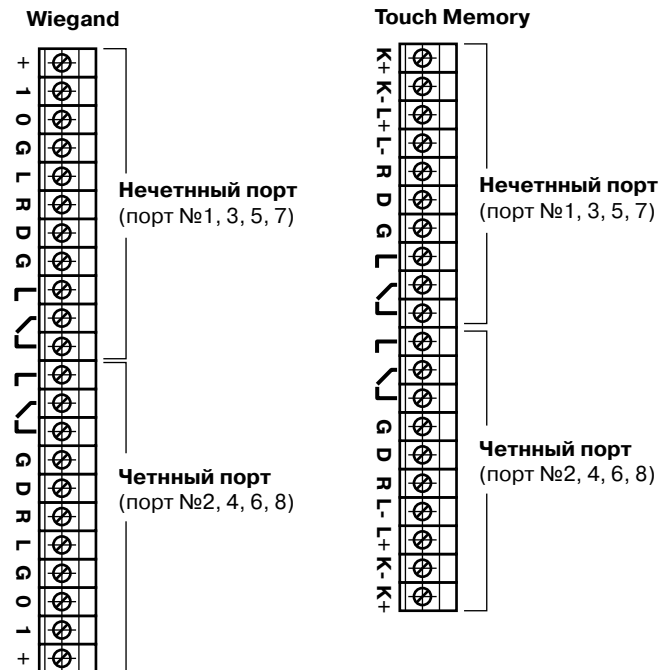 Wiegand
+
1
0
G
L
R
D
G
Нечетнный порт
(порт №1, 3, 5, 7)
G
D
R
L
G
0
1
+
Четнный порт
(порт №2, 4, 6, 8)
Touch Memory
K+
K-
L+
L-
R
D
G
Нечетнный порт
(порт №1, 3, 5, 7)
G
D
R
L-
L+
K-
K+
Четнный порт
(порт №2, 4, 6, 8)